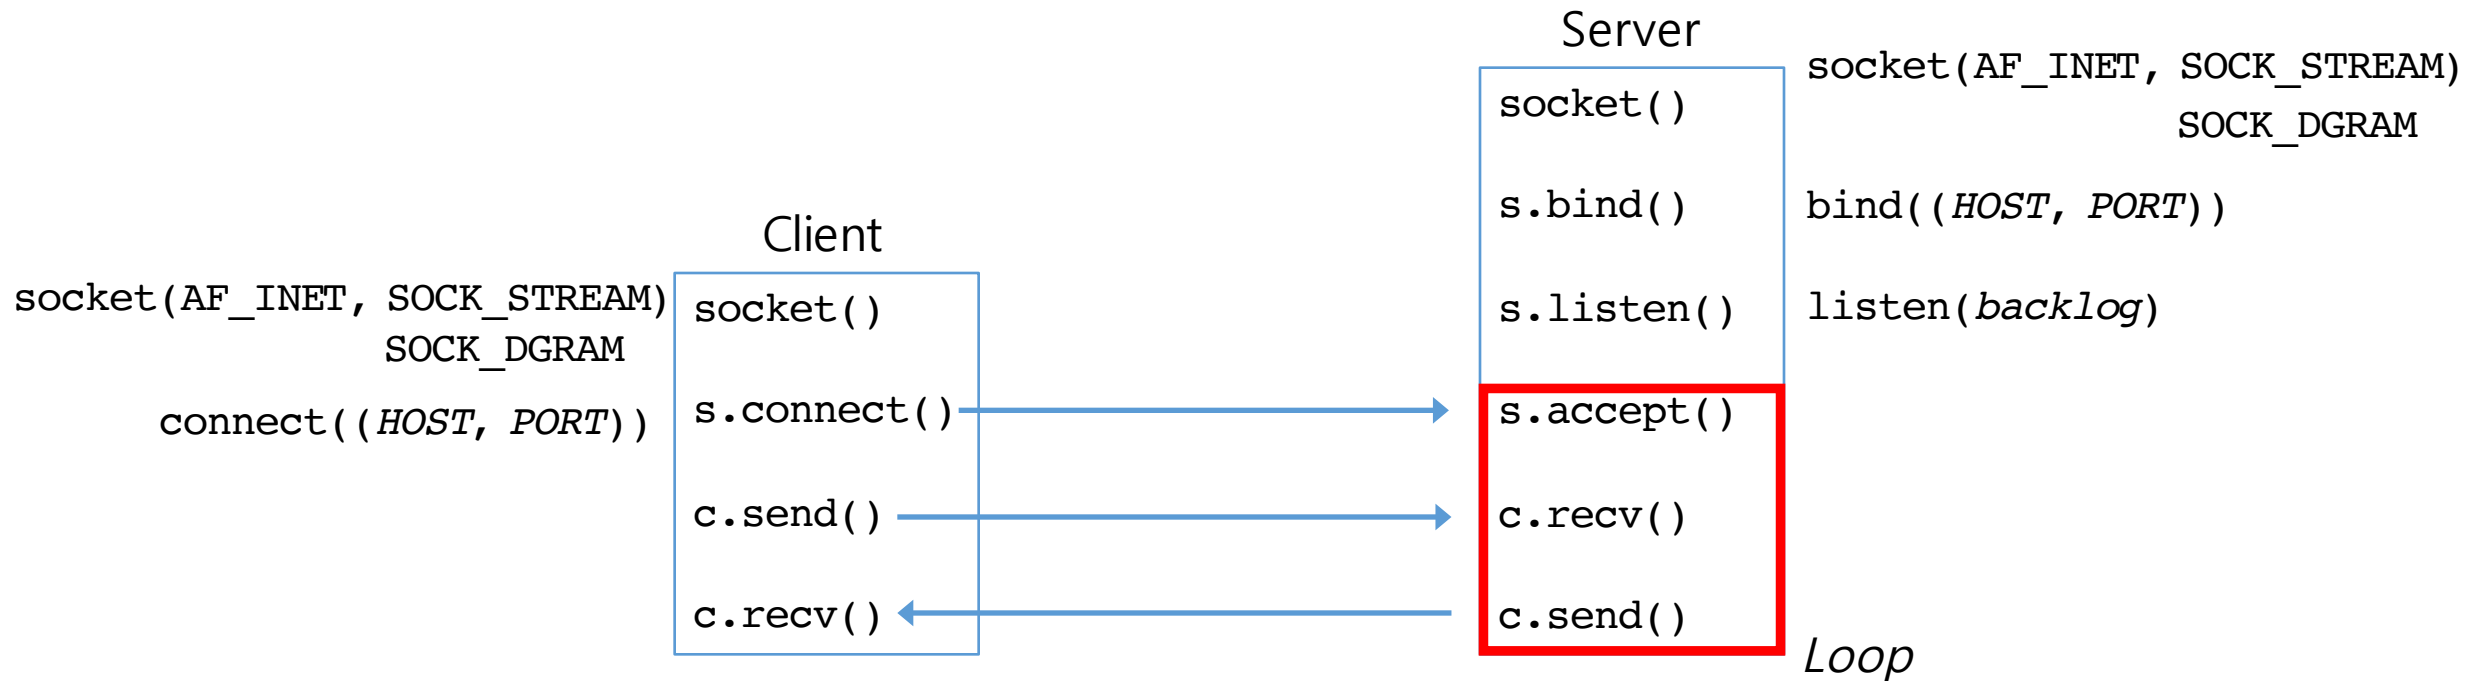 Server
socket(AF_INET, SOCK_STREAM)
SOCK_DGRAM
socket()
s.bind()
bind((HOST, PORT))
s.listen()
listen(backlog)
s.accept()
c.recv()
c.send()
Loop
Client
socket(AF_INET, SOCK_STREAM)
SOCK_DGRAM
socket()
connect((HOST, PORT))
s.connect()
c.send()
c.recv()